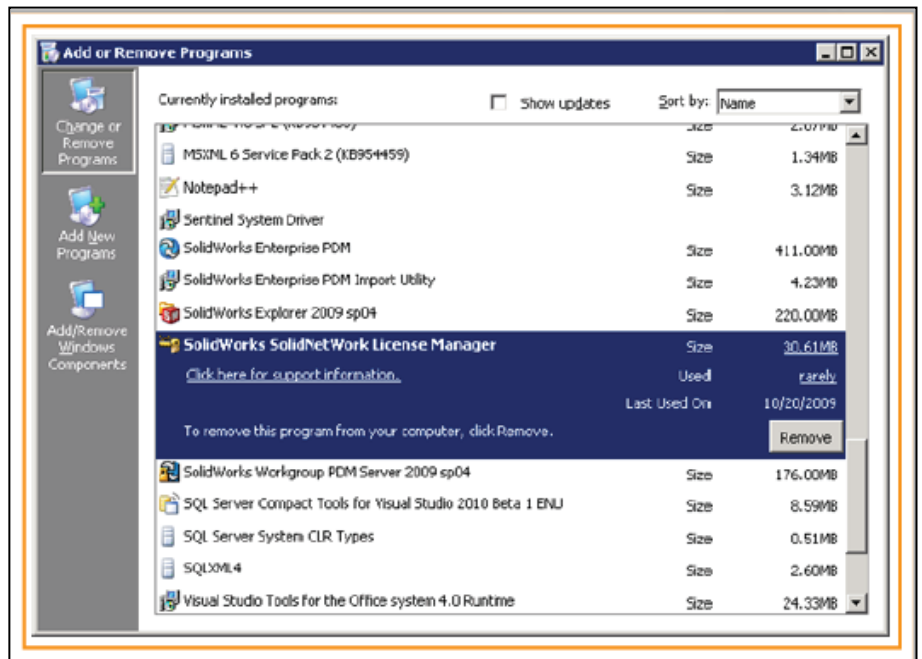 Add or Remove Programs
Change or Remove Programs
Currently installed programs:
Show updates
Sort by: Name
Size 2.07MB
MSXML 6 Service Pack 2 (KB954459) Size 1.34MB
Notepad++ Size 3.12MB
Sentinel System Driver
Add New Programs
SolidWorks Enterprise PDM Size 411.00MB
SolidWorks Enterprise PDM Import Utility Size 4.23MB
SolidWorks Explorer 2009 sp04 Size 220.00MB
Add/Remove Windows Components
SolidWorks SolidNetWork License Manager Size 30.61MB
Click here for support information. Used rarely
Last Used On 10/20/2009
To remove this program from your computer, click Remove. Remove
SolidWorks Workgroup PDM Server 2009 sp04 Size 176.00MB
SQL Server Compact Tools for Visual Studio 2010 Beta 1 ENU Size 8.59MB
SQL Server System CLR Types Size 0.51MB
SQLXML4 Size 2.60MB
Visual Studio Tools for the Office system 4.0 Runtime Size 24.33MB